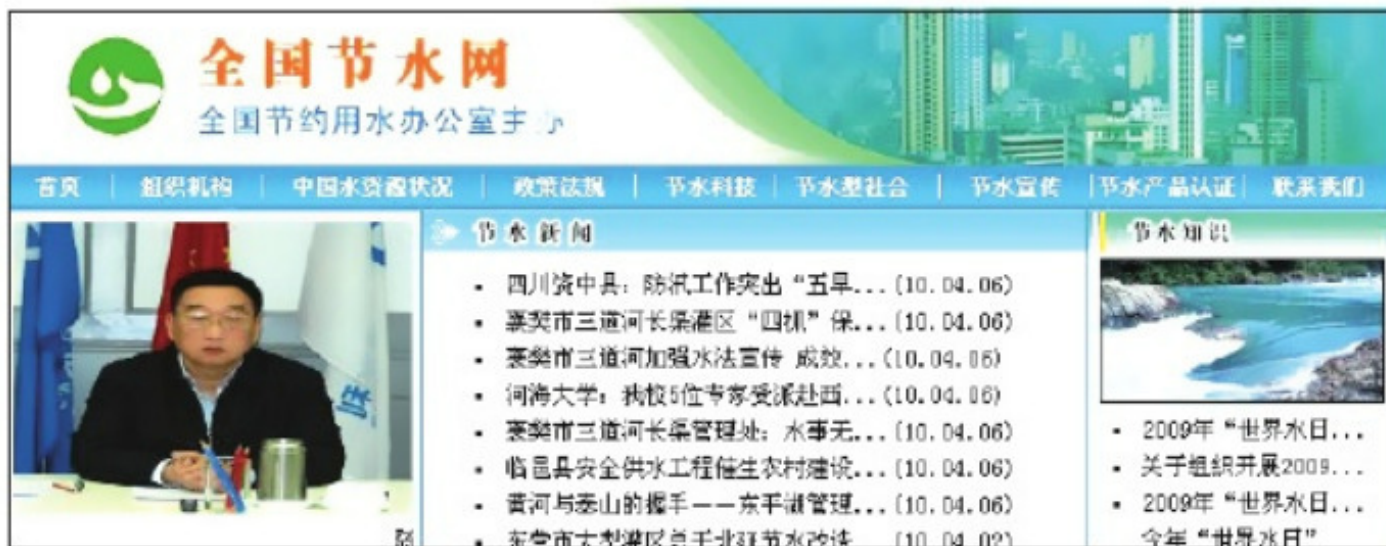 全国节水网
全国节约用水办公室主办
首页 组织机构 中国水资源状况 政策法规 节水科技 节水型社会 节水宣传 节水产品认证 联系我们
节水新闻
四川资中县：防汛工作突出“五早...(10.04.06)
襄樊市三道河长渠灌区“四抓”保...(10.04.06)
襄樊市三道河加强水法宣传 成效...(10.04.06)
河海大学：我校5位专家受派赴西...(10.04.06)
襄樊市三道河长渠管理处：水事无...(10.04.06)
临邑县安全供水工程催生农村建设...(10.04.06)
黄河与泰山的握手——东平湖管理...(10.04.06)
节水知识
2009年“世界水日...
关于组织开展2009...
2009年“世界水日...
今年“世界水日”